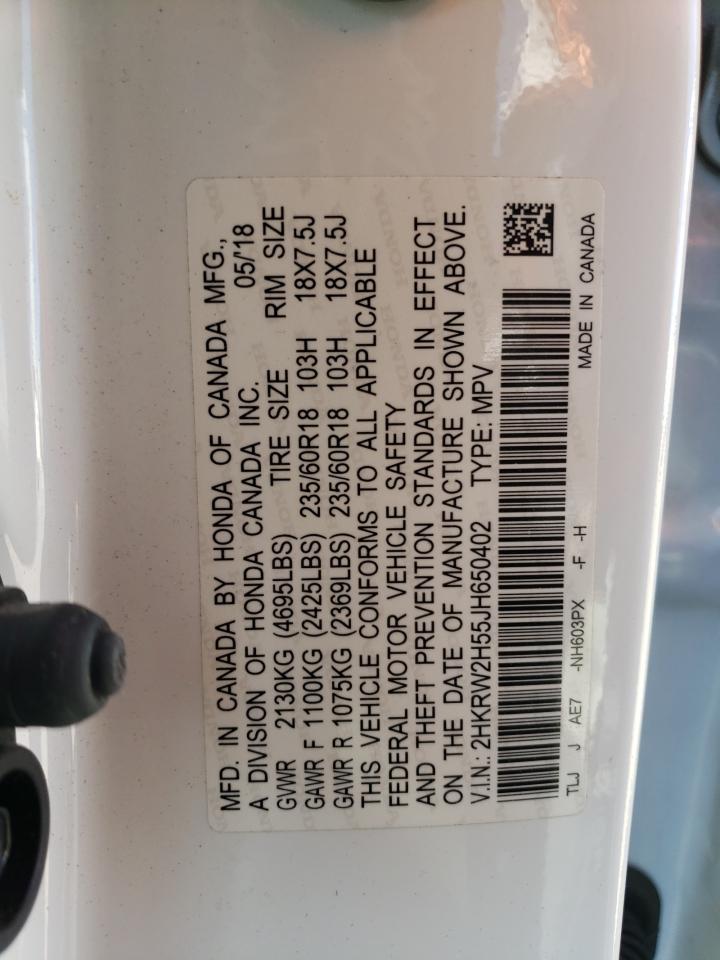 MFD. IN CANADA BY HONDA OF CANADA MFG.,
A DIVISION OF HONDA CANADA INC. 05/18
GVWR 2130KG (4695LBS) TIRE SIZE RIM SIZE
GAWR F 1100KG (2425LBS) 235/60R18 103H 18X7.5J
GAWR R 1075KG (2369LBS) 235/60R18 103H 18X7.5J
THIS VEHICLE CONFORMS TO ALL APPLICABLE
FEDERAL MOTOR VEHICLE SAFETY
AND THEFT PREVENTION STANDARDS IN EFFECT
ON THE DATE OF MANUFACTURE SHOWN ABOVE.
V.I.N.: 2HKRW2H55JH650402 TYPE: MPV
TLJ J AE7 -NH603PX -F -H MADE IN CANADA